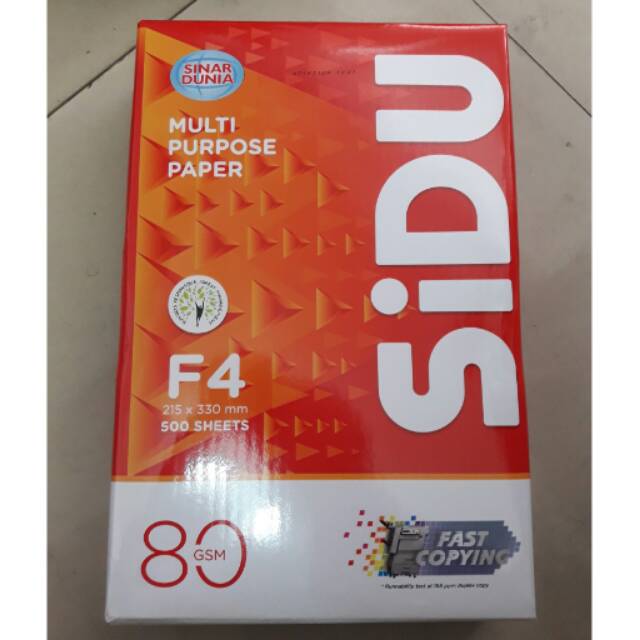 SINAR
DUNIA
MULTI
PURPOSE
PAPER
SiDU
F4
215 x 330 mm
500 SHEETS
80
GSM
FAST
COPYING